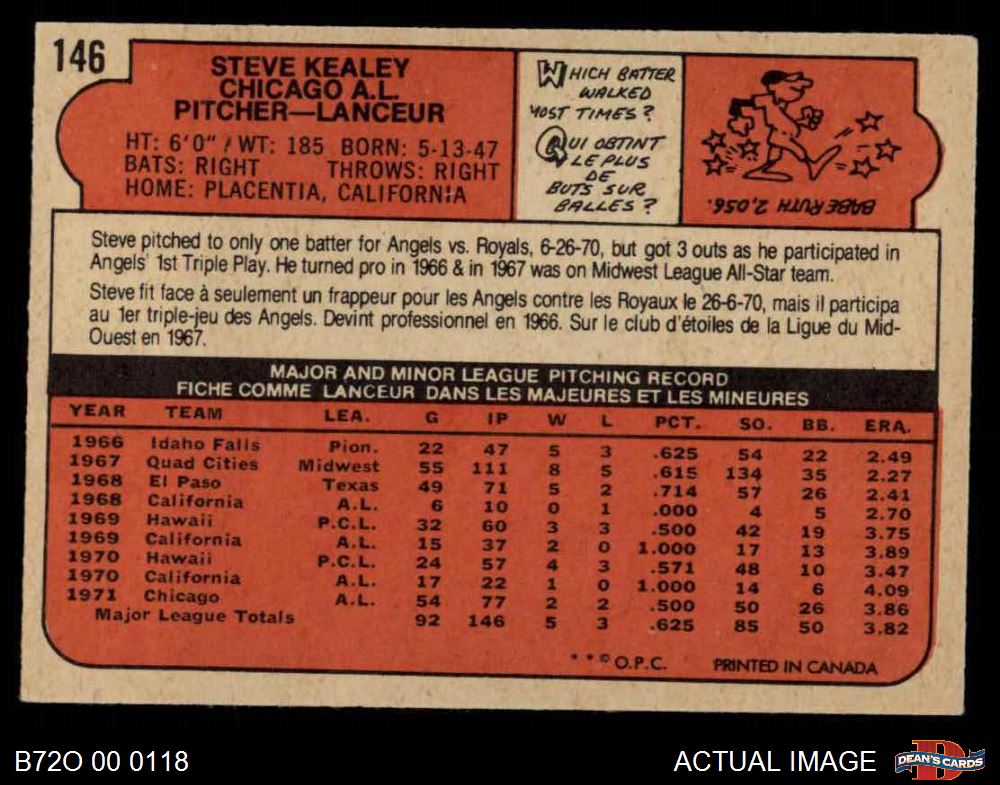 146
STEVE KEALEY
CHICAGO A.L.
PITCHER—LANCEUR
HT: 6'0" / WT: 185 BORN: 5-13-47
BATS: RIGHT THROWS: RIGHT
HOME: PLACENTIA, CALIFORNIA
WHICH BATTER
WALKED
MOST TIMES?
QUI OBTINT
LE PLUS
DE
BUTS SUR
BALLES?
BABE RUTH 2,056.
Steve pitched to only one batter for Angels vs. Royals, 6-26-70, but got 3 outs as he participated in
Angels' 1st Triple Play. He turned pro in 1966 & in 1967 was on Midwest League All-Star team.
Steve fit face à seulement un frappeur pour les Angels contre les Royaux le 26-6-70, mais il participa
au 1er triple-jeu des Angels. Devint professionnel en 1966. Sur le club d'étoiles de la Ligue du Mid-
Ouest en 1967.
MAJOR AND MINOR LEAGUE PITCHING RECORD
FICHE COMME LANCEUR DANS LES MAJEURES ET LES MINEURES
YEAR TEAM LEA. G IP W L PCT. SO. BB. ERA.
1966 Idaho Falls Pion. 22 47 5 3 .625 54 22 2.49
1967 Quad Cities Midwest 55 111 8 5 .615 134 35 2.27
1968 El Paso Texas 49 71 5 2 .714 57 26 2.41
1968 California A.L. 6 10 0 1 .000 4 5 2.70
1969 Hawaii P.C.L. 32 60 3 3 .500 42 19 3.75
1969 California A.L. 15 37 2 0 1.000 17 13 3.89
1970 Hawaii P.C.L. 24 57 4 3 .571 48 10 3.47
1970 California A.L. 17 22 1 0 1.000 14 6 4.09
1971 Chicago A.L. 54 77 2 2 .500 50 26 3.86
Major League Totals 92 146 5 3 .625 85 50 3.82
* * © O.P.C. PRINTED IN CANADA
B72O 00 0118
ACTUAL IMAGE
D
DEAN'S CARDS